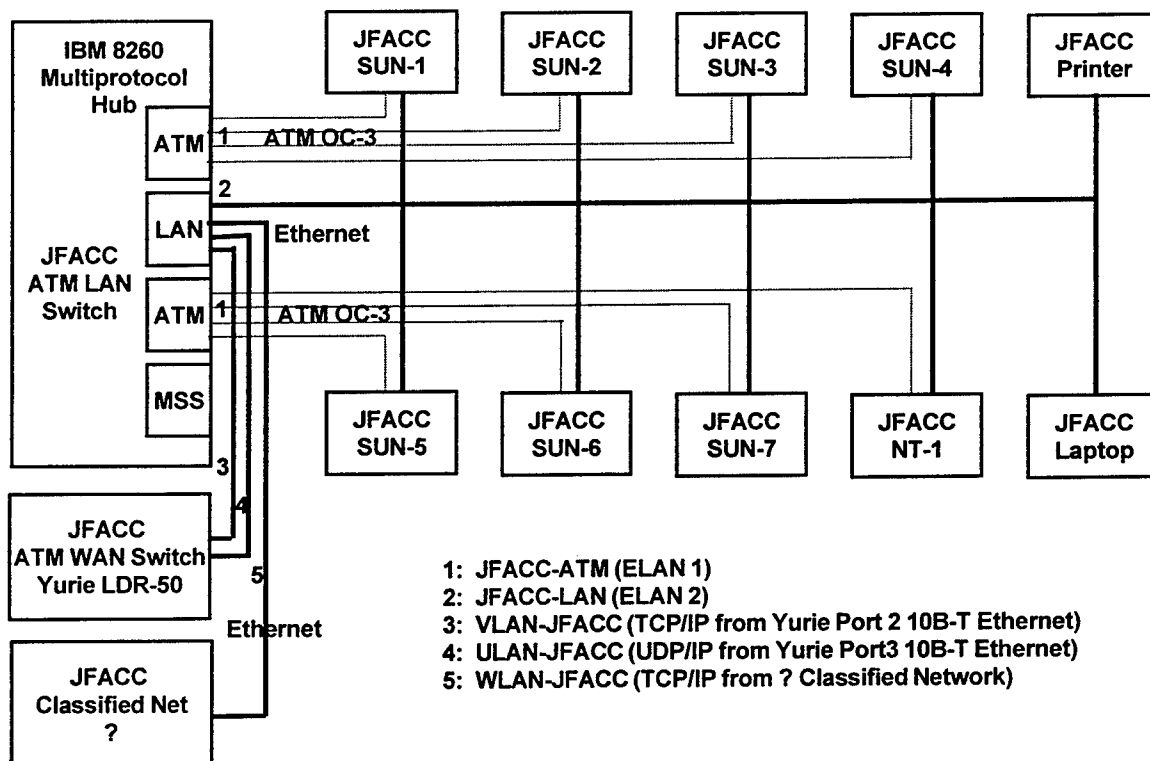 IBM 8260
Multiprotocol
Hub
ATM
LAN
JFACC
ATM LAN
Switch
ATM
MSS
1
ATM OC-3
2
Ethernet
1
ATM OC-3
3
4
5
Ethernet
JFACC
SUN-1
JFACC
SUN-2
JFACC
SUN-3
JFACC
SUN-4
JFACC
Printer
JFACC
SUN-5
JFACC
SUN-6
JFACC
SUN-7
JFACC
NT-1
JFACC
Laptop
JFACC
ATM WAN Switch
Yurie LDR-50
JFACC
Classified Net
?
1: JFACC-ATM (ELAN 1)
2: JFACC-LAN (ELAN 2)
3: VLAN-JFACC (TCP/IP from Yurie Port 2 10B-T Ethernet)
4: ULAN-JFACC (UDP/IP from Yurie Port3 10B-T Ethernet)
5: WLAN-JFACC (TCP/IP from ? Classified Network)